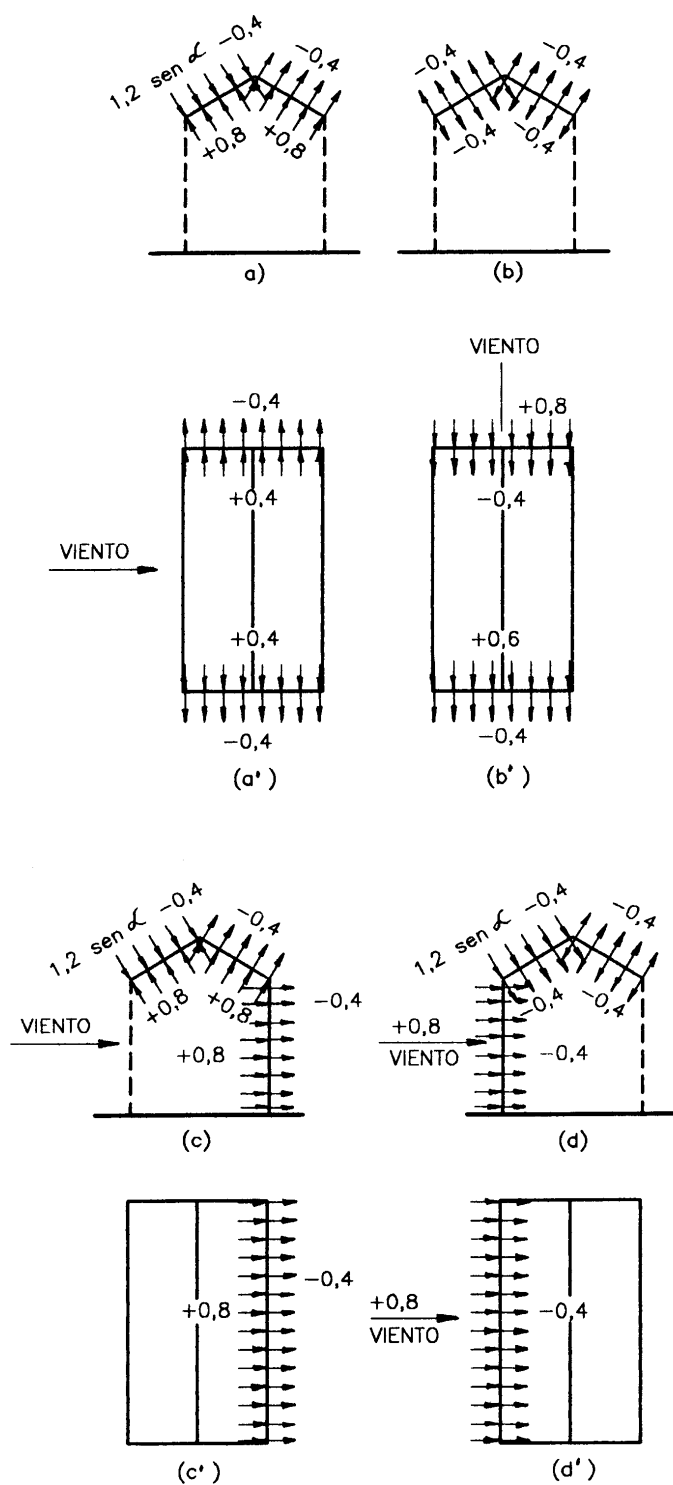 1,2 sen α -0,4
-0,4
+0,8
+0,8
a)
-0,4
-0,4
-0,4
-0,4
(b)
-0,4
+0,4
VIENTO
+0,4
-0,4
(a')
VIENTO
+0,8
-0,4
+0,6
-0,4
(b')
1,2 sen α -0,4
-0,4
+0,8
+0,8
-0,4
VIENTO
+0,8
(c)
1,2 sen α -0,4
-0,4
-0,4
-0,4
+0,8
VIENTO
-0,4
(d)
+0,8
-0,4
(c')
+0,8
VIENTO
-0,4
(d')